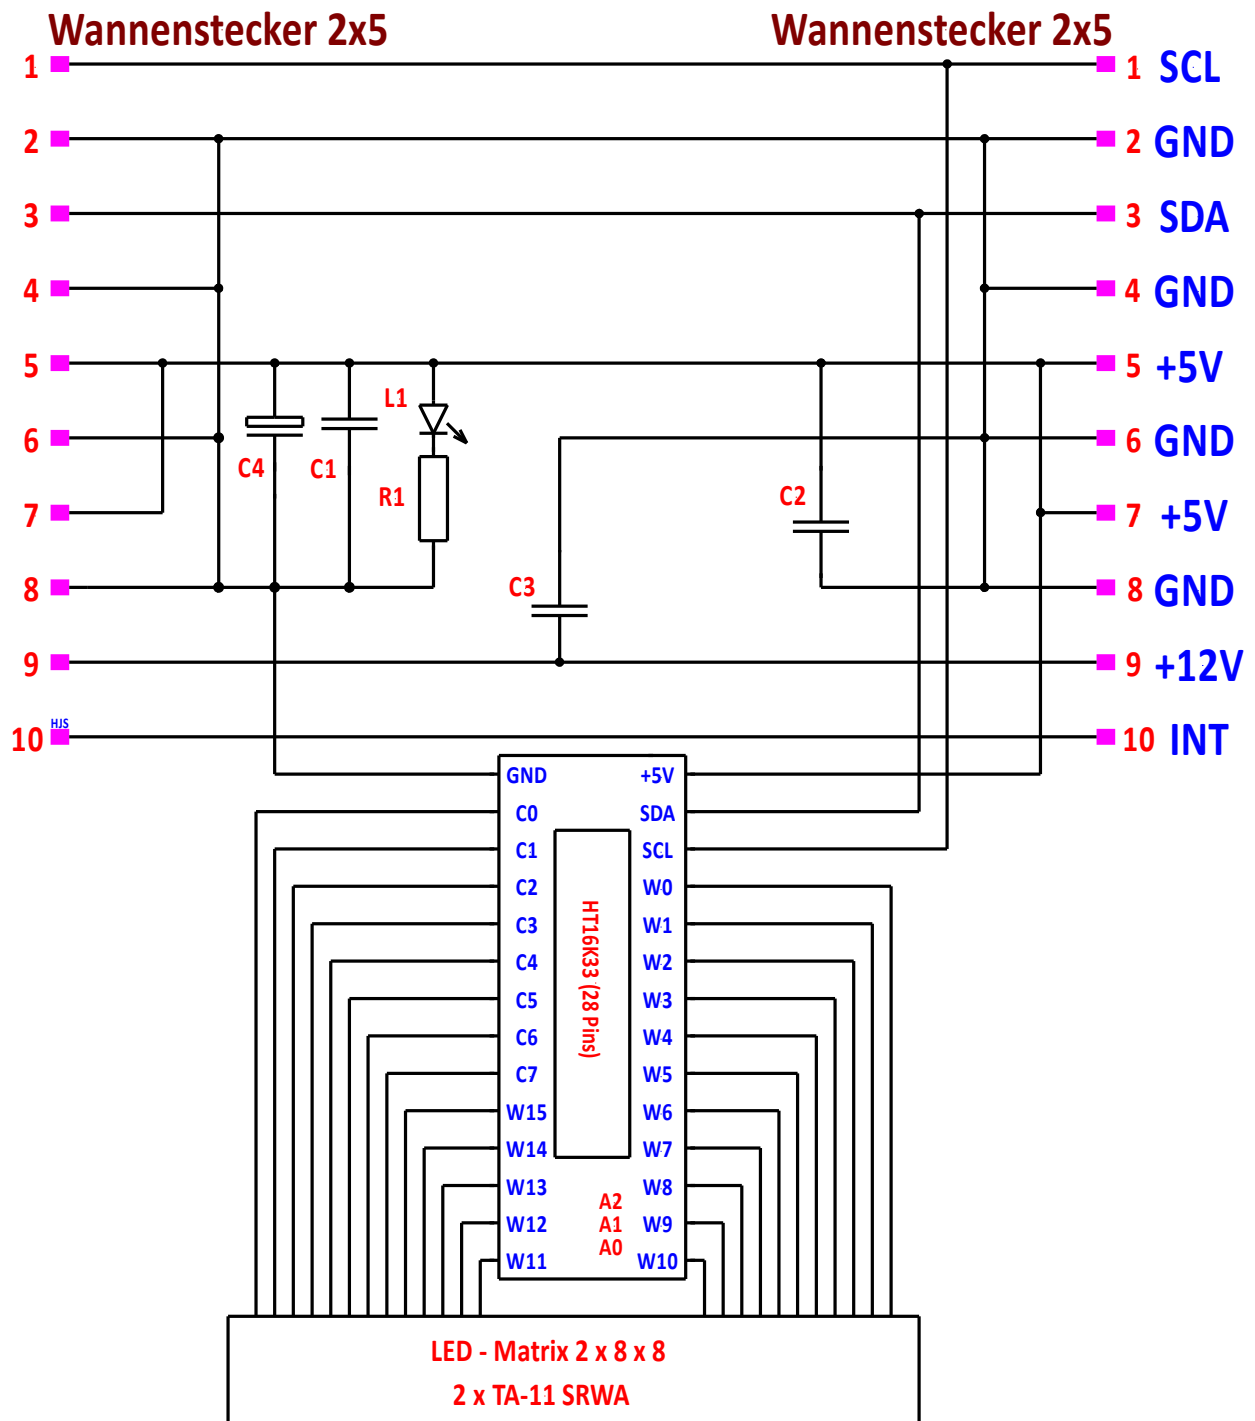 Wannenstecker 2x5 Wannenstecker 2x5
1 1 SCL
2 2 GND
3 3 SDA
4 4 GND
5 5 +5V
L1
6 6 GND
C4 C1
R1 C2
7 7 +5V
8 C3 8 GND
9 9 +12V
HJS
10 10 INT
GND +5V
C0 SDA
C1 SCL
C2 W0
C3 W1
C4 W2
C5 W3
C6 W4
C7 W5
HT16K33 (28 Pins)
W15 W6
W14 W7
W13 W8
A2
W12 A1 W9
A0
W11 W10
LED - Matrix 2 x 8 x 8
2 x TA-11 SRWA